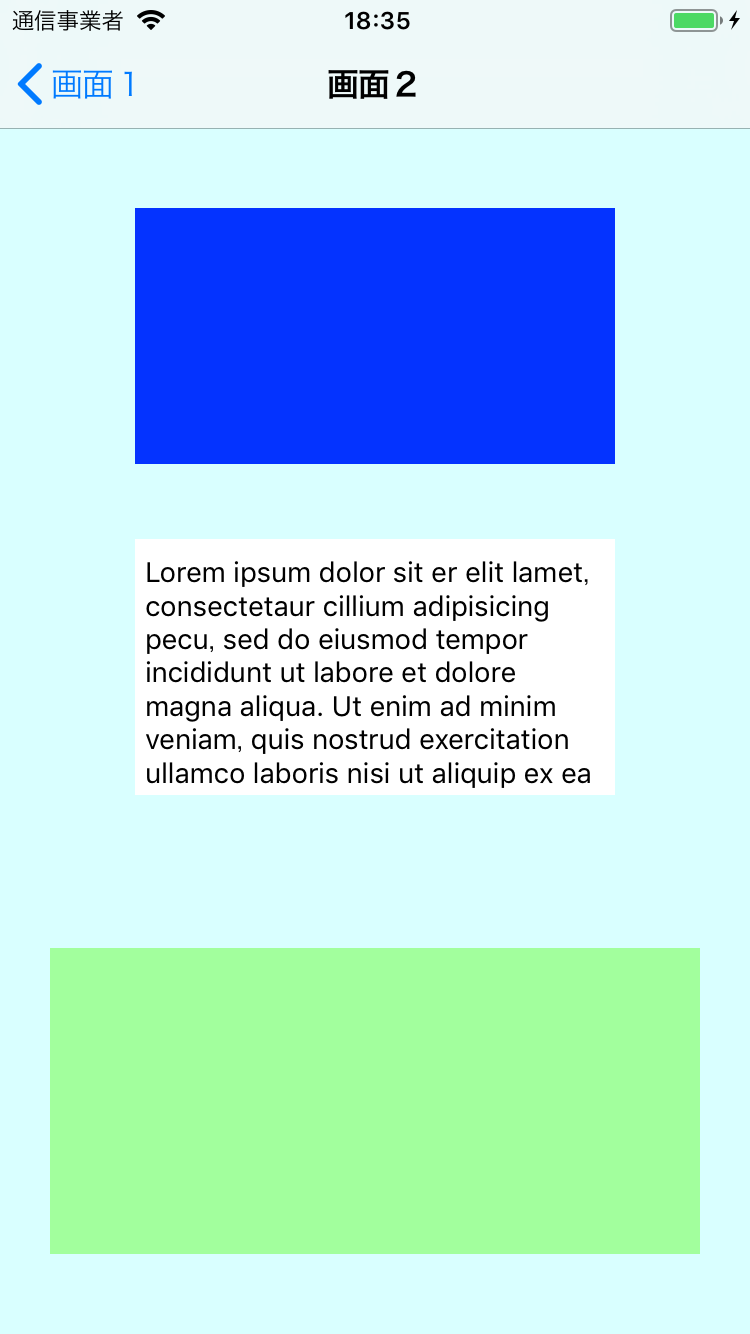 通信事業者 18:35
画面１ 画面２
Lorem ipsum dolor sit er elit lamet,
consectetaur cillium adipisicing
pecu, sed do eiusmod tempor
incididunt ut labore et dolore
magna aliqua. Ut enim ad minim
veniam, quis nostrud exercitation
ullamco laboris nisi ut aliquip ex ea